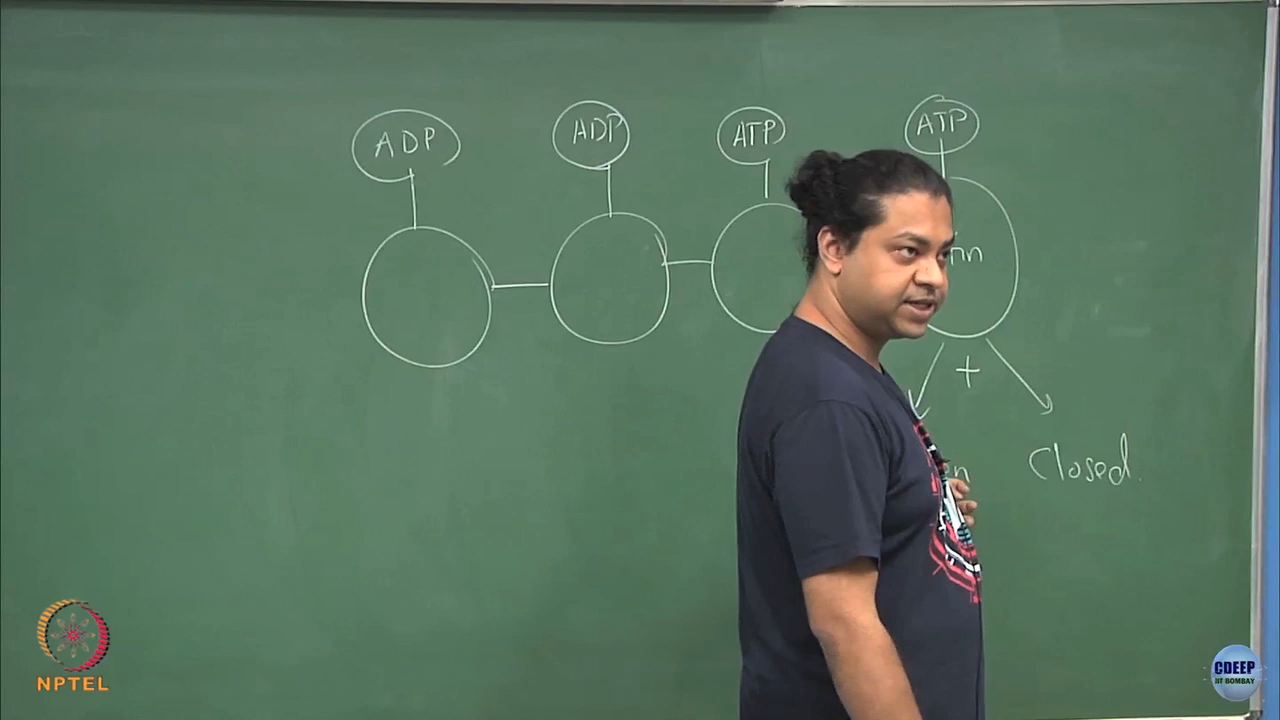 ADP ADP ATP ATP
+
Closed.
NPTEL
CDEEP
IIT BOMBAY